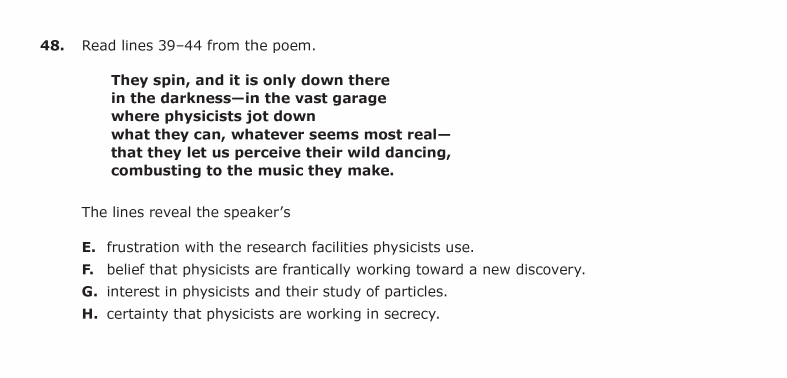 48. Read lines 39–44 from the poem.
They spin, and it is only down there
in the darkness—in the vast garage
where physicists jot down
what they can, whatever seems most real—
that they let us perceive their wild dancing,
combusting to the music they make.
The lines reveal the speaker's
E. frustration with the research facilities physicists use.
F. belief that physicists are frantically working toward a new discovery.
G. interest in physicists and their study of particles.
H. certainty that physicists are working in secrecy.